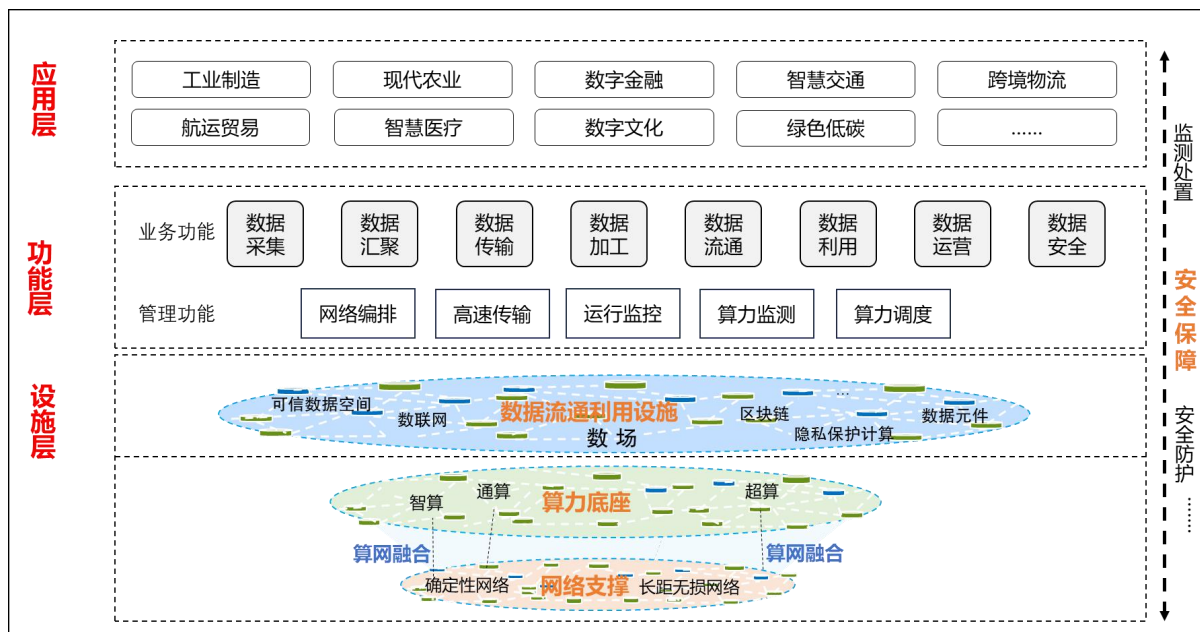 应用层
工业制造
现代农业
数字金融
智慧交通
跨境物流
航运贸易
智慧医疗
数字文化
绿色低碳
......
功能层
业务功能
数据
采集
数据
汇聚
数据
传输
数据
加工
数据
流通
数据
利用
数据
运营
数据
安全
管理功能
网络编排
高速传输
运行监控
算力监测
算力调度
设施层
可信数据空间
数联网
数据流通利用设施
数场
区块链
...
隐私保护计算
数据元件
智算
通算
算力底座
超算
算网融合
算网融合
确定性网络
...
网络支撑
长距无损网络
监测处置
安全保障
安全防护
......